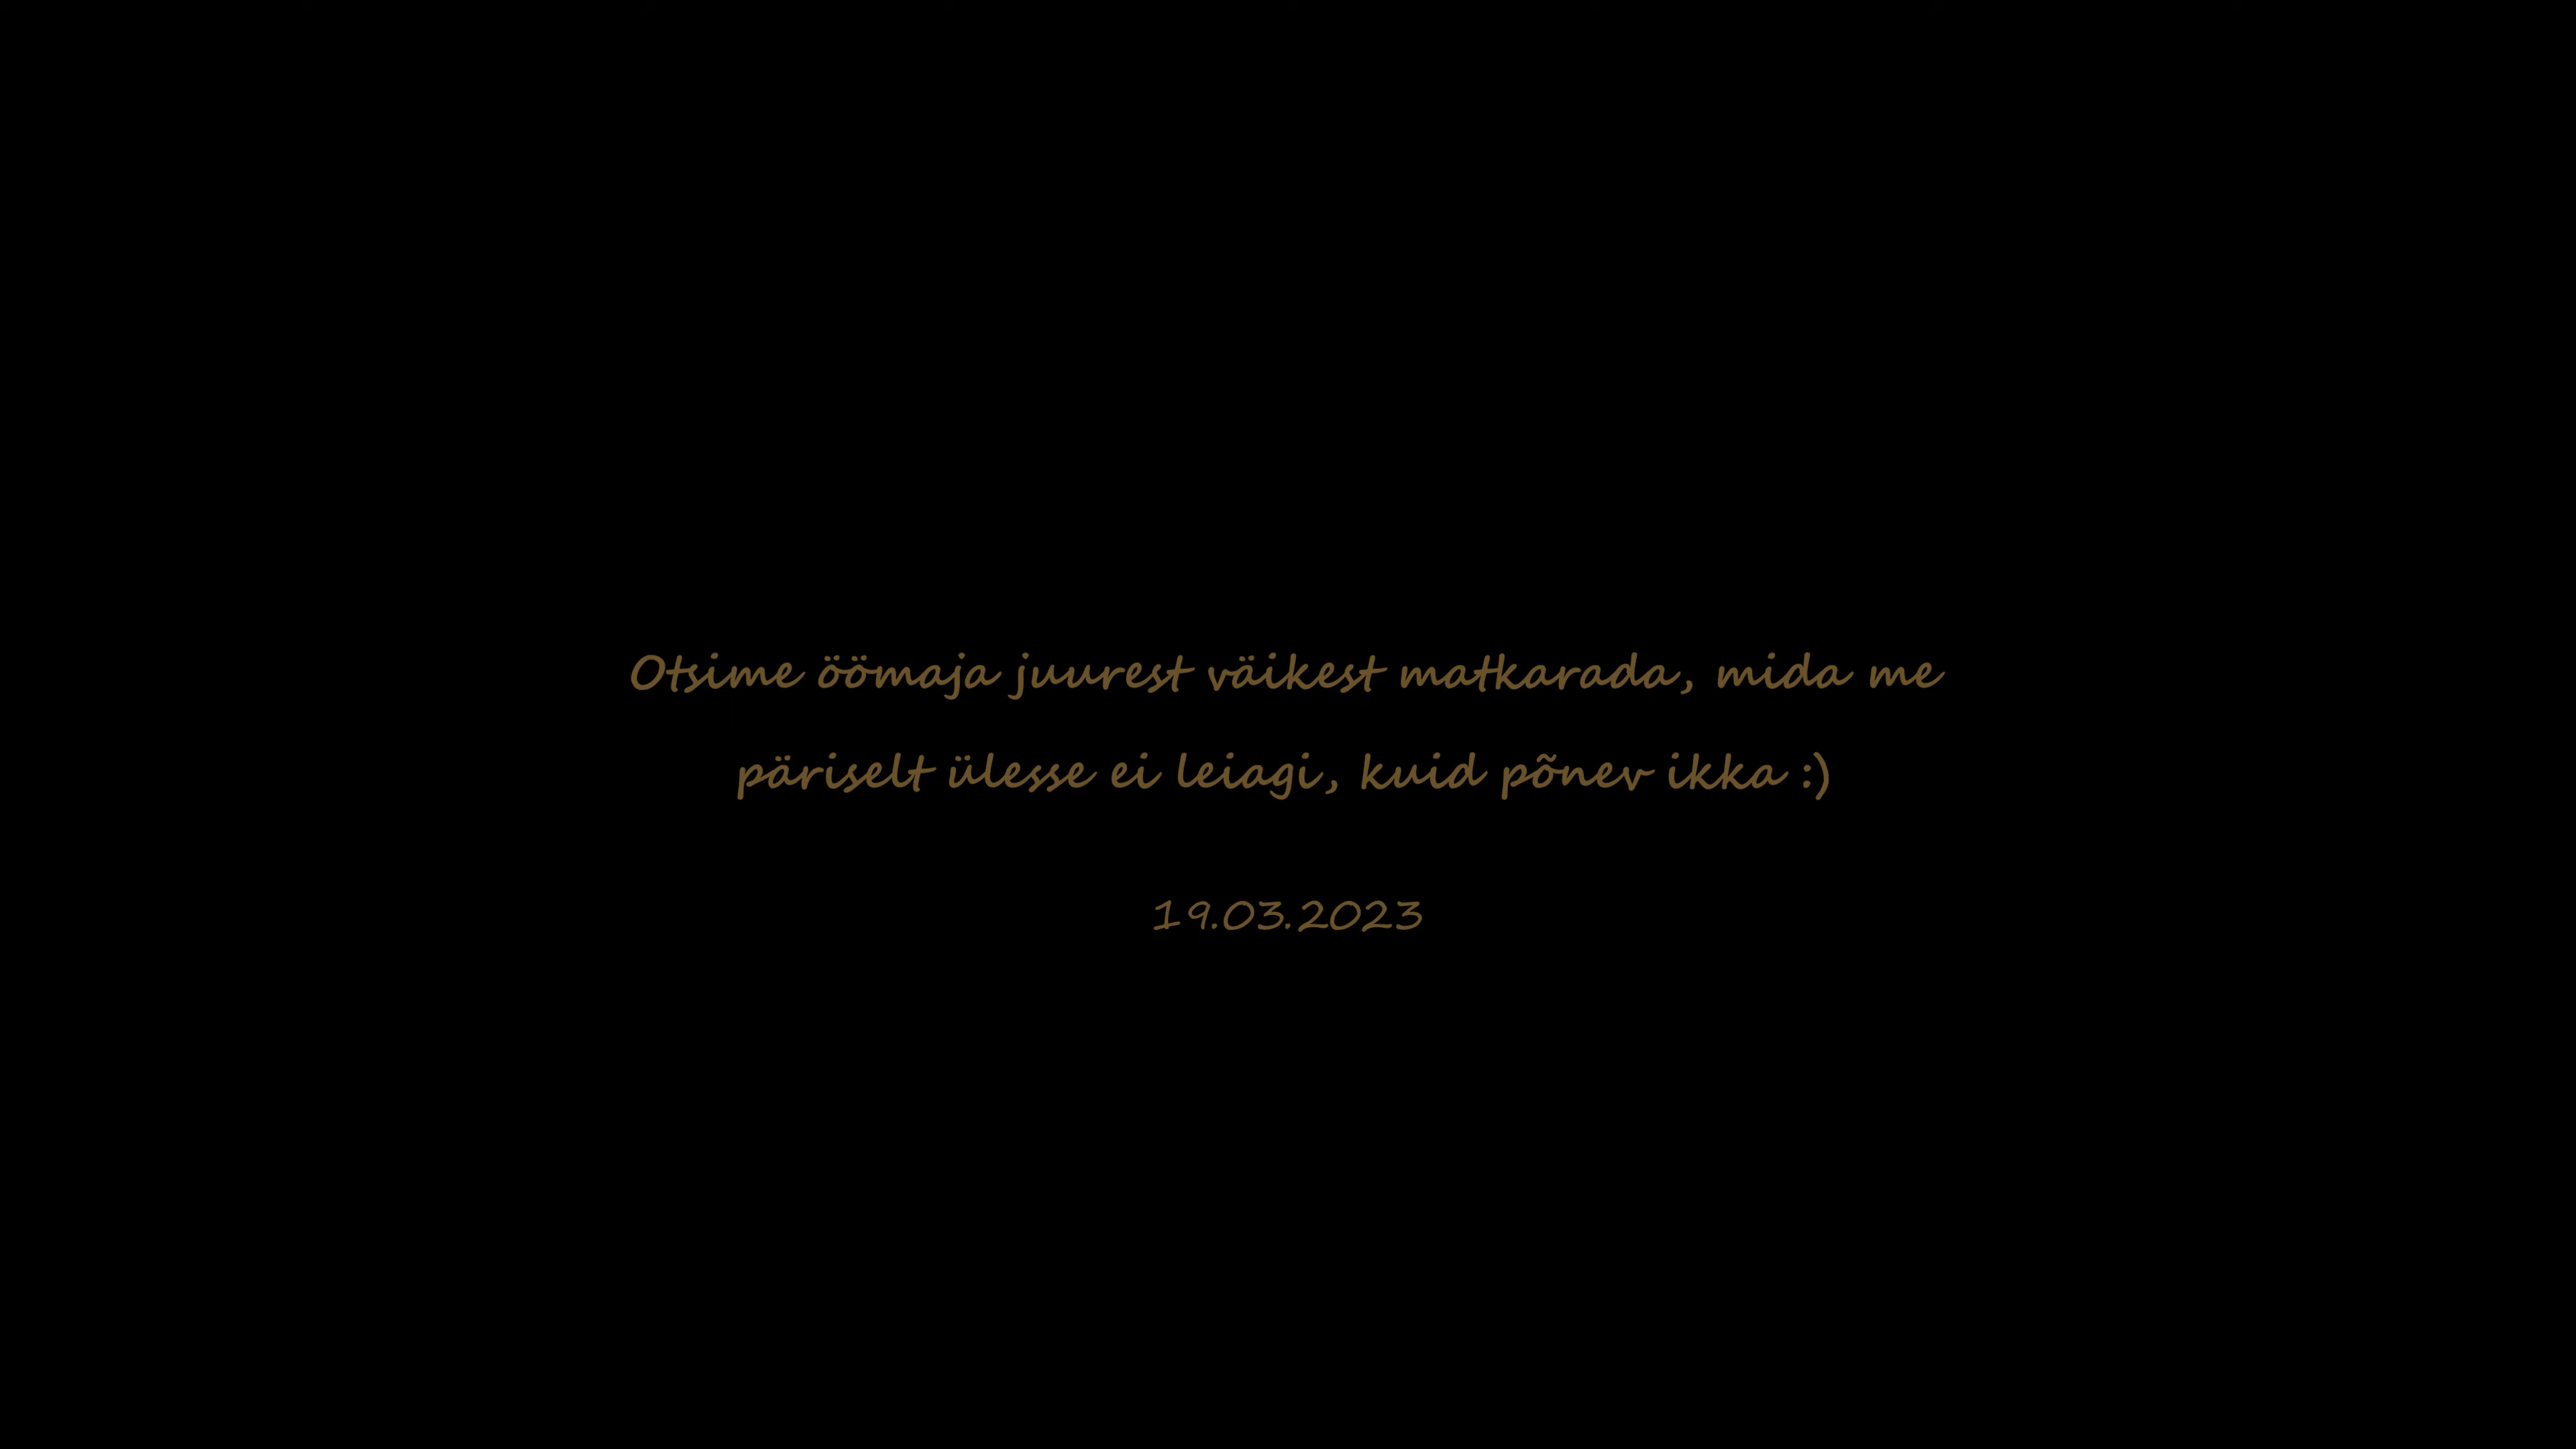 Otsime öömaja juurest väikest matkarada, mida me
päriselt ülesse ei leiagi, kuid põnev ikka :)
19.03.2023